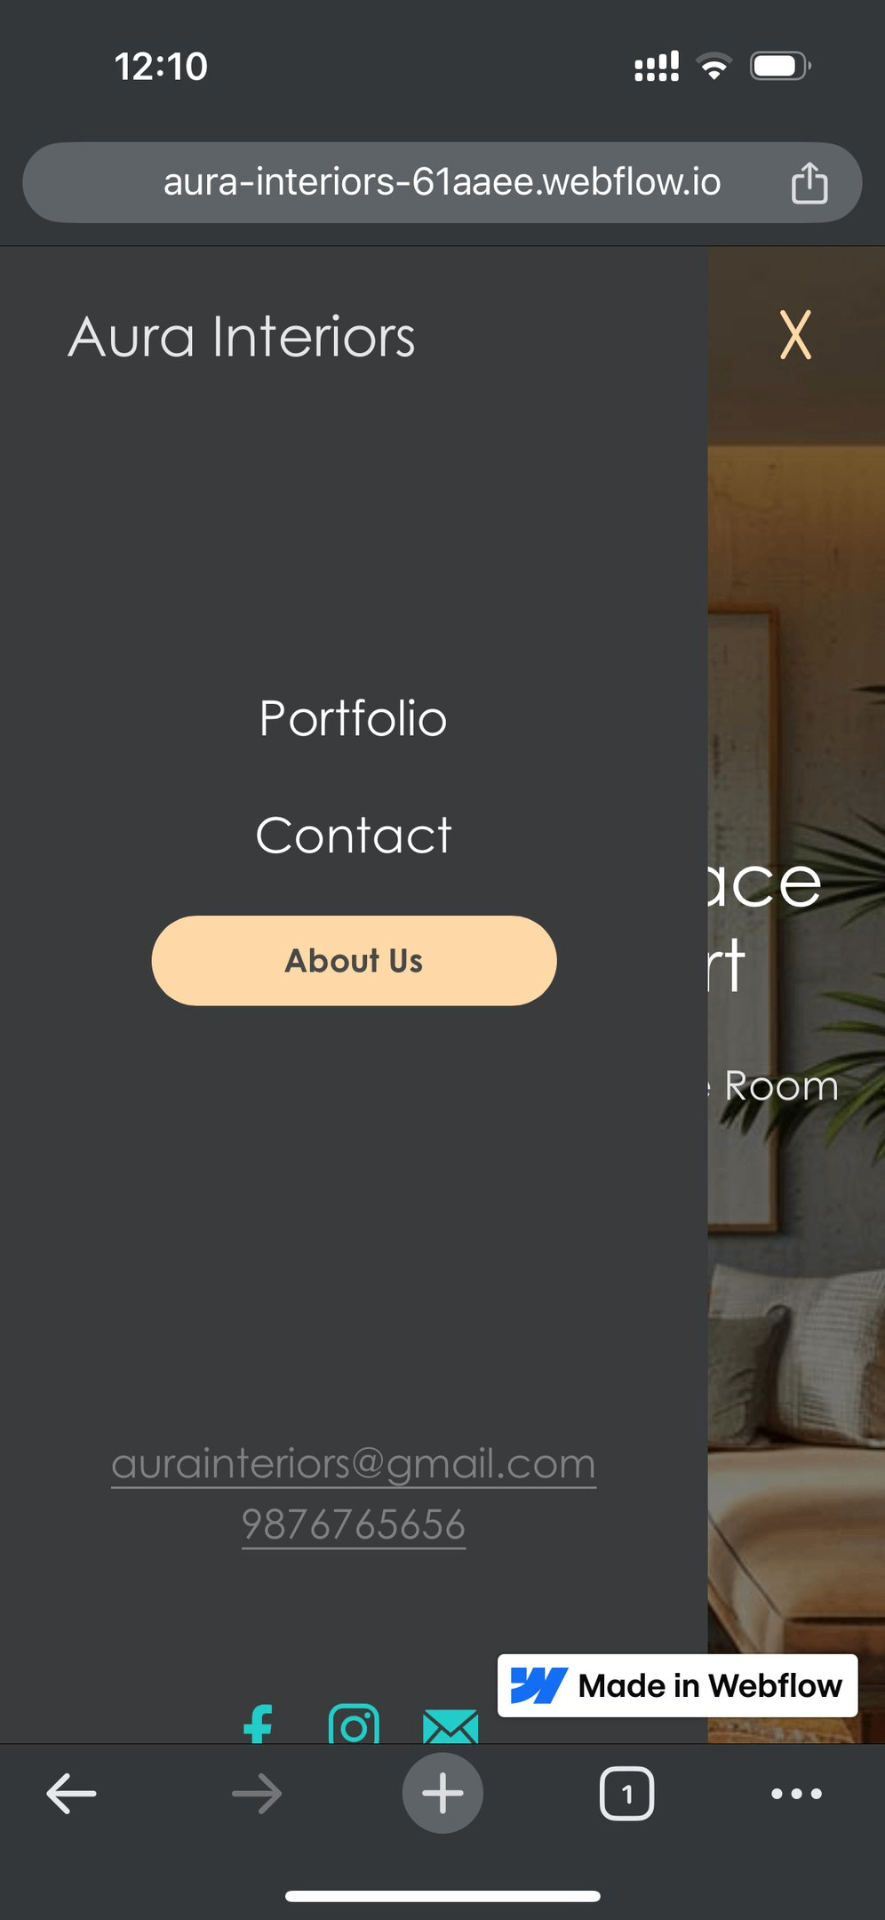 12:10
aura-interiors-61aaee.webflow.io
Aura Interiors
X
Portfolio
Contact
ace
About Us
rt
Room
aurainteriors@gmail.com
9876765656
Made in Webflow
1